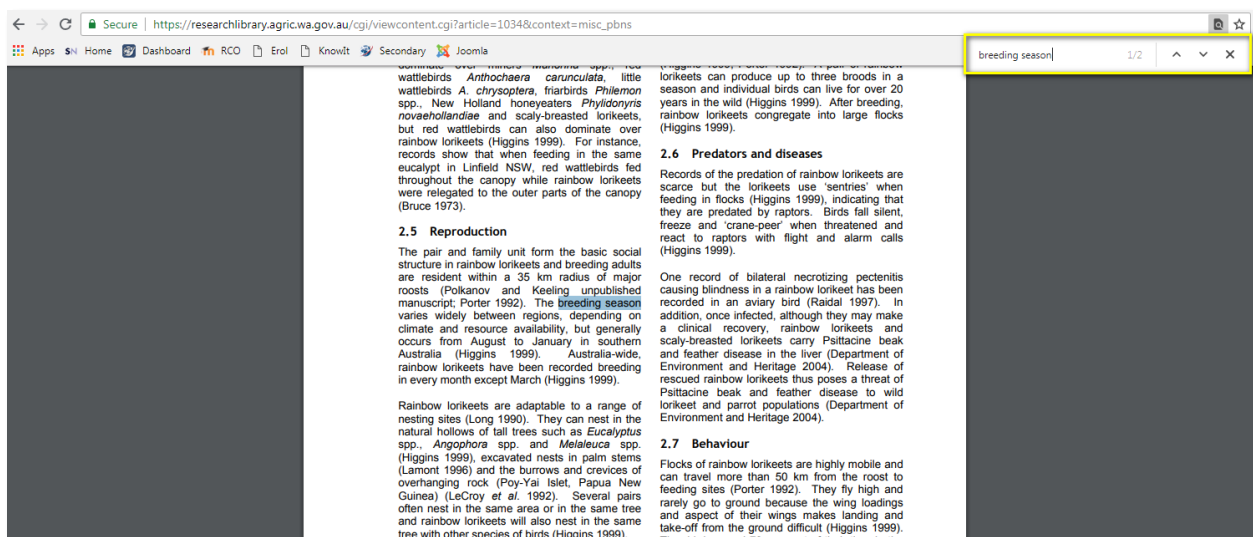 Secure | https://researchlibrary.agric.wa.gov.au/cgi/viewcontent.cgi?article=1034&context=misc_pbns
Apps SN Home Dashboard RCO Erol KnowIt Secondary Joomla
breeding season 1/2
dominate over miners Manorina spp., red
wattlebirds Anthochaera carunculata, little
wattlebirds A. chrysoptera, friarbirds Philemon
spp., New Holland honeyeaters Phylidonyris
novaehollandiae and scaly-breasted lorikeets,
but red wattlebirds can also dominate over
rainbow lorikeets (Higgins 1999). For instance,
records show that when feeding in the same
eucalypt in Linfield NSW, red wattlebirds fed
throughout the canopy while rainbow lorikeets
were relegated to the outer parts of the canopy
(Bruce 1973).
2.5 Reproduction
The pair and family unit form the basic social
structure in rainbow lorikeets and breeding adults
are resident within a 35 km radius of major
roosts (Polkanov and Keeling unpublished
manuscript; Porter 1992). The breeding season
varies widely between regions, depending on
climate and resource availability, but generally
occurs from August to January in southern
Australia (Higgins 1999). Australia-wide,
rainbow lorikeets have been recorded breeding
in every month except March (Higgins 1999).
Rainbow lorikeets are adaptable to a range of
nesting sites (Long 1990). They can nest in the
natural hollows of tall trees such as Eucalyptus
spp., Angophora spp. and Melaleuca spp.
(Higgins 1999), excavated nests in palm stems
(Lamont 1996) and the burrows and crevices of
overhanging rock (Poy-Yai Islet, Papua New
Guinea) (LeCroy et al. 1992). Several pairs
often nest in the same area or in the same tree
and rainbow lorikeets will also nest in the same
tree with other species of birds (Higgins 1999).
(Higgins 1999, Porter 1992). A pair of rainbow
lorikeets can produce up to three broods in a
season and individual birds can live for over 20
years in the wild (Higgins 1999). After breeding,
rainbow lorikeets congregate into large flocks
(Higgins 1999).
2.6 Predators and diseases
Records of the predation of rainbow lorikeets are
scarce but the lorikeets use ‘sentries’ when
feeding in flocks (Higgins 1999), indicating that
they are predated by raptors. Birds fall silent,
freeze and ‘crane-peer’ when threatened and
react to raptors with flight and alarm calls
(Higgins 1999).
One record of bilateral necrotizing pectenitis
causing blindness in a rainbow lorikeet has been
recorded in an aviary bird (Raidal 1997). In
addition, once infected, although they may make
a clinical recovery, rainbow lorikeets and
scaly-breasted lorikeets carry Psittacine beak
and feather disease in the liver (Department of
Environment and Heritage 2004). Release of
rescued rainbow lorikeets thus poses a threat of
Psittacine beak and feather disease to wild
lorikeet and parrot populations (Department of
Environment and Heritage 2004).
2.7 Behaviour
Flocks of rainbow lorikeets are highly mobile and
can travel more than 50 km from the roost to
feeding sites (Porter 1992). They fly high and
rarely go to ground because the wing loadings
and aspect of their wings makes landing and
take-off from the ground difficult (Higgins 1999).